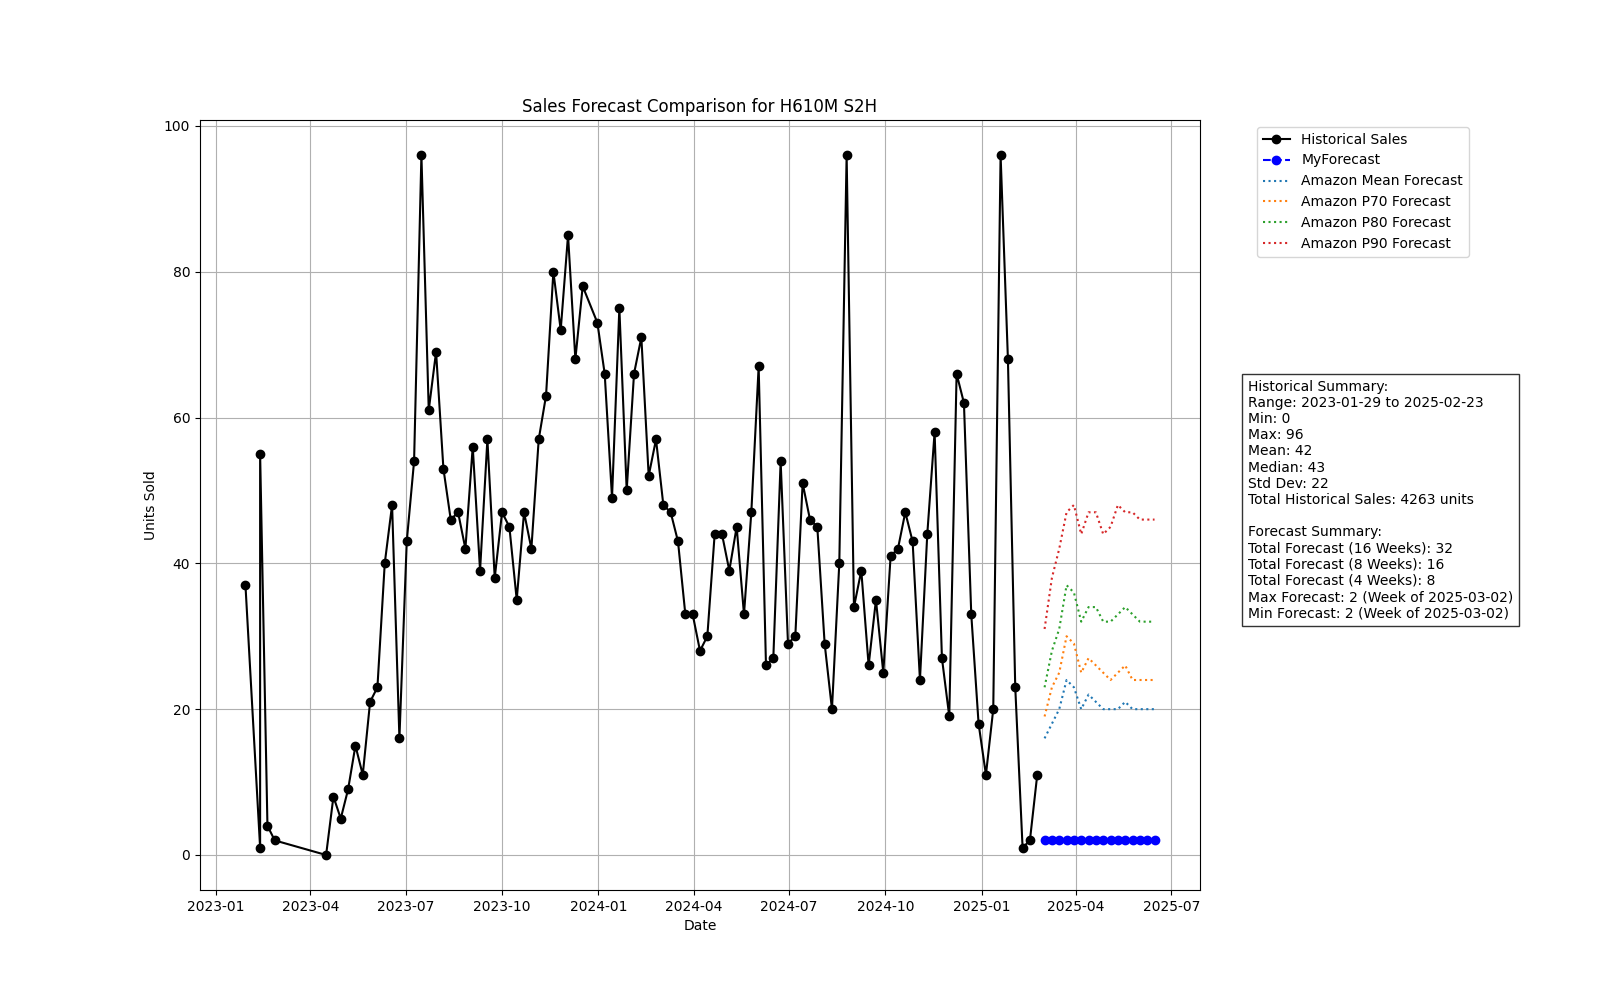 Sales Forecast Comparison for H610M S2H
100
80
60
40
20
0
Units Sold
2023-01
2023-04
2023-07
2023-10
2024-01
2024-04
2024-07
2024-10
2025-01
2025-04
2025-07
Date
Historical Sales
MyForecast
Amazon Mean Forecast
Amazon P70 Forecast
Amazon P80 Forecast
Amazon P90 Forecast
Historical Summary:
Range: 2023-01-29 to 2025-02-23
Min: 0
Max: 96
Mean: 42
Median: 43
Std Dev: 22
Total Historical Sales: 4263 units
Forecast Summary:
Total Forecast (16 Weeks): 32
Total Forecast (8 Weeks): 16
Total Forecast (4 Weeks): 8
Max Forecast: 2 (Week of 2025-03-02)
Min Forecast: 2 (Week of 2025-03-02)